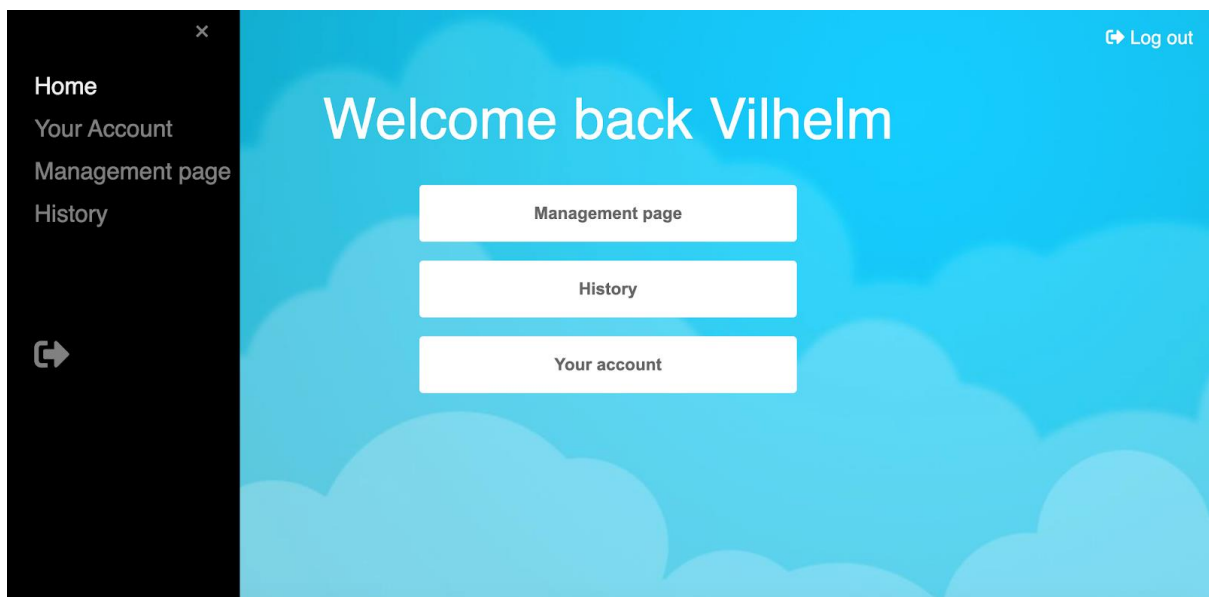 ×
Home
Your Account
Management page
History
Log out
Welcome back Vilhelm
Management page
History
Your account